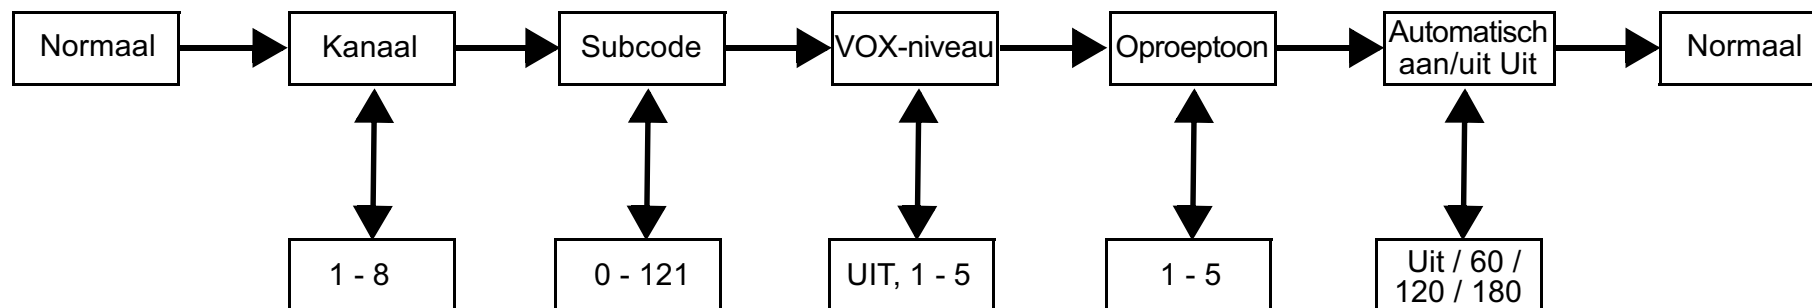 Normaal
Kanaal
Subcode
VOX-niveau
Oproeptoon
Automatisch
aan/uit Uit
Normaal
1 - 8
0 - 121
UIT, 1 - 5
1 - 5
Uit / 60 /
120 / 180